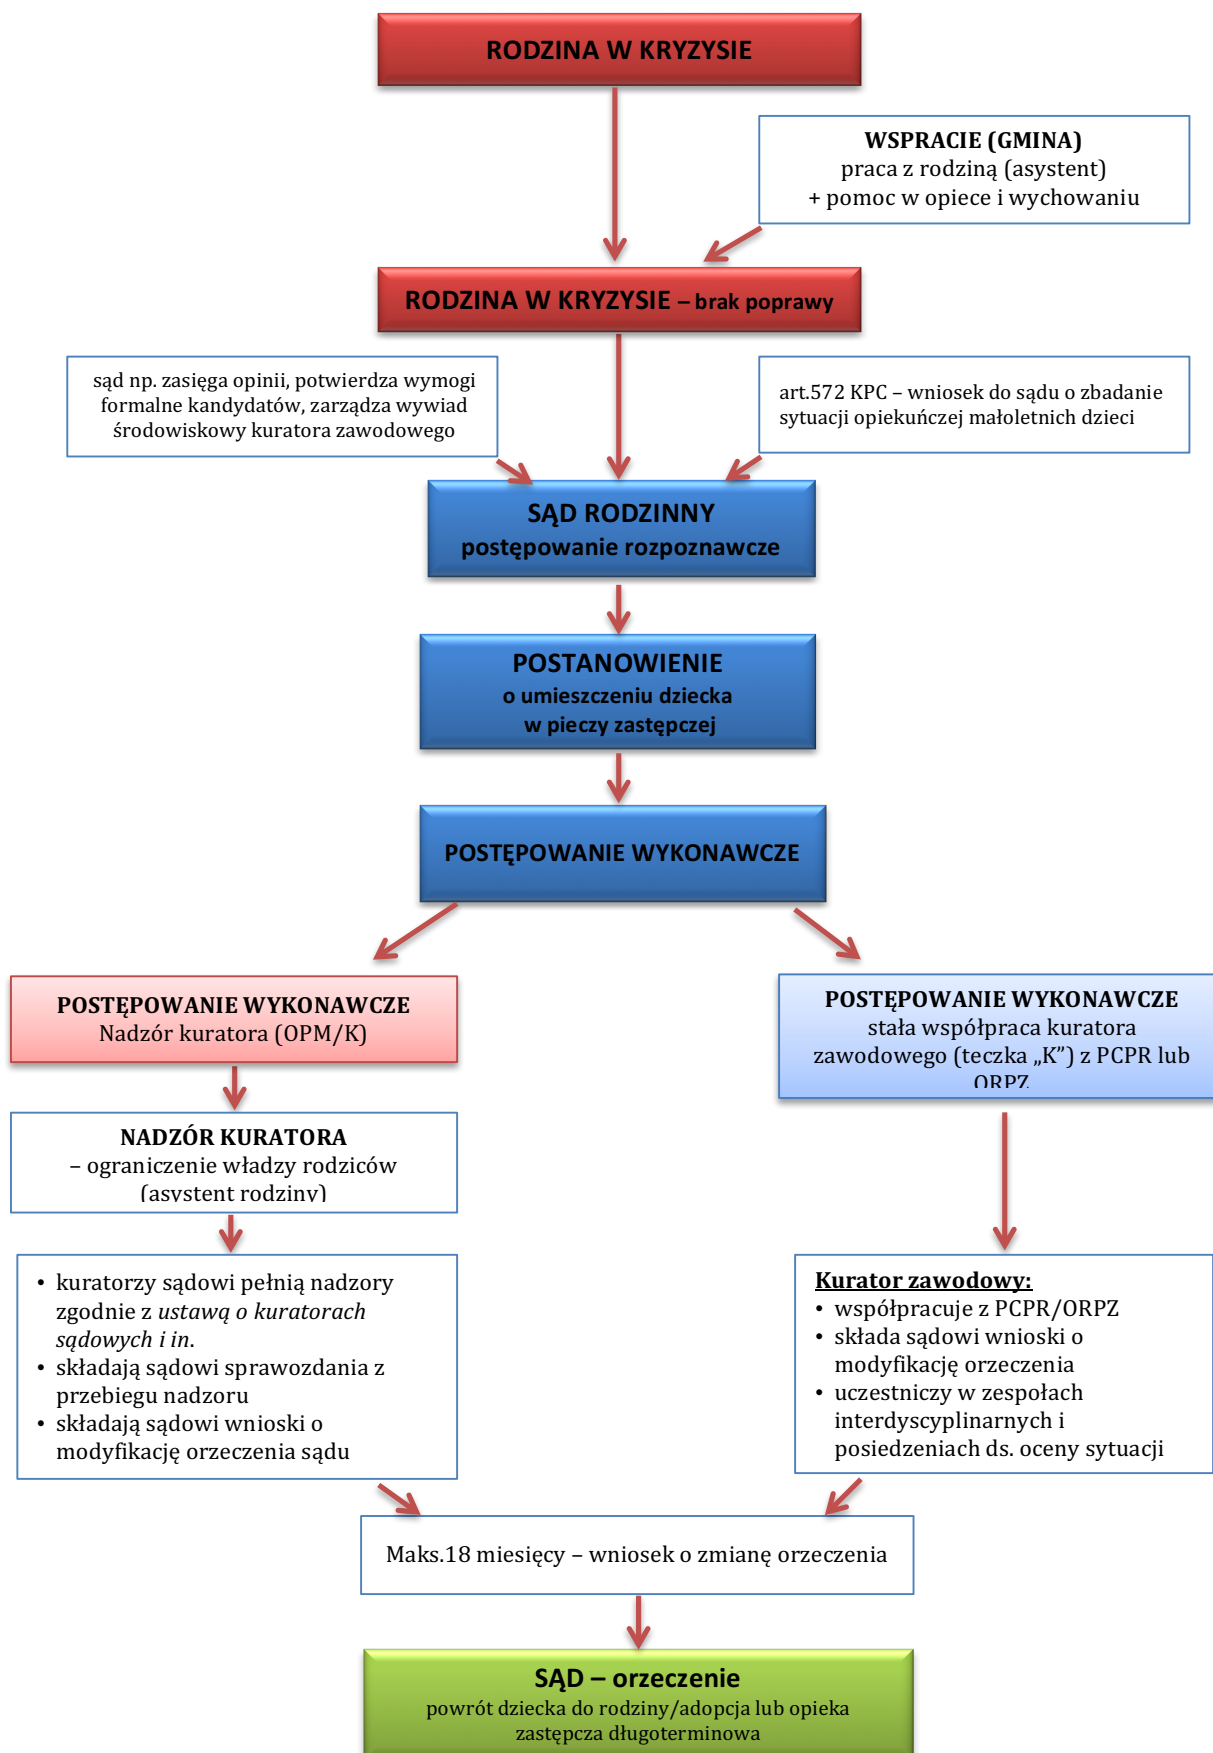 RODZINA W KRYZYSIE
WSPRACIE (GMINA)
praca z rodziną (asystent)
+ pomoc w opiece i wychowaniu
RODZINA W KRYZYSIE – brak poprawy
sąd np. zasięga opinii, potwierdza wymogi
formalne kandydatów, zarządza wywiad
środowiskowy kuratora zawodowego
art.572 KPC – wniosek do sądu o zbadanie
sytuacji opiekuńczej małoletnich dzieci
SĄD RODZINNY
postępowanie rozpoznawcze
POSTANOWIENIE
o umieszczeniu dziecka
w pieczy zastępczej
POSTĘPOWANIE WYKONAWCZE
POSTĘPOWANIE WYKONAWCZE
Nadzór kuratora (OPM/K)
POSTĘPOWANIE WYKONAWCZE
stała współpraca kuratora
zawodowego (teczka „K”) z PCPR lub
ORPZ
NADZÓR KURATORA
– ograniczenie władzy rodziców
(asystent rodziny)
• kuratorzy sądowi pełnią nadzory
zgodnie z ustawą o kuratorach
sądowych i in.
• składają sądowi sprawozdania z
przebiegu nadzoru
• składają sądowi wnioski o
modyfikację orzeczenia sądu
Kurator zawodowy:
• współpracuje z PCPR/ORPZ
• składa sądowi wnioski o
modyfikację orzeczenia
• uczestniczy w zespołach
interdyscyplinarnych i
posiedzeniach ds. oceny sytuacji
Maks.18 miesięcy – wniosek o zmianę orzeczenia
SĄD – orzeczenie
powrót dziecka do rodziny/adopcja lub opieka
zastępcza długoterminowa